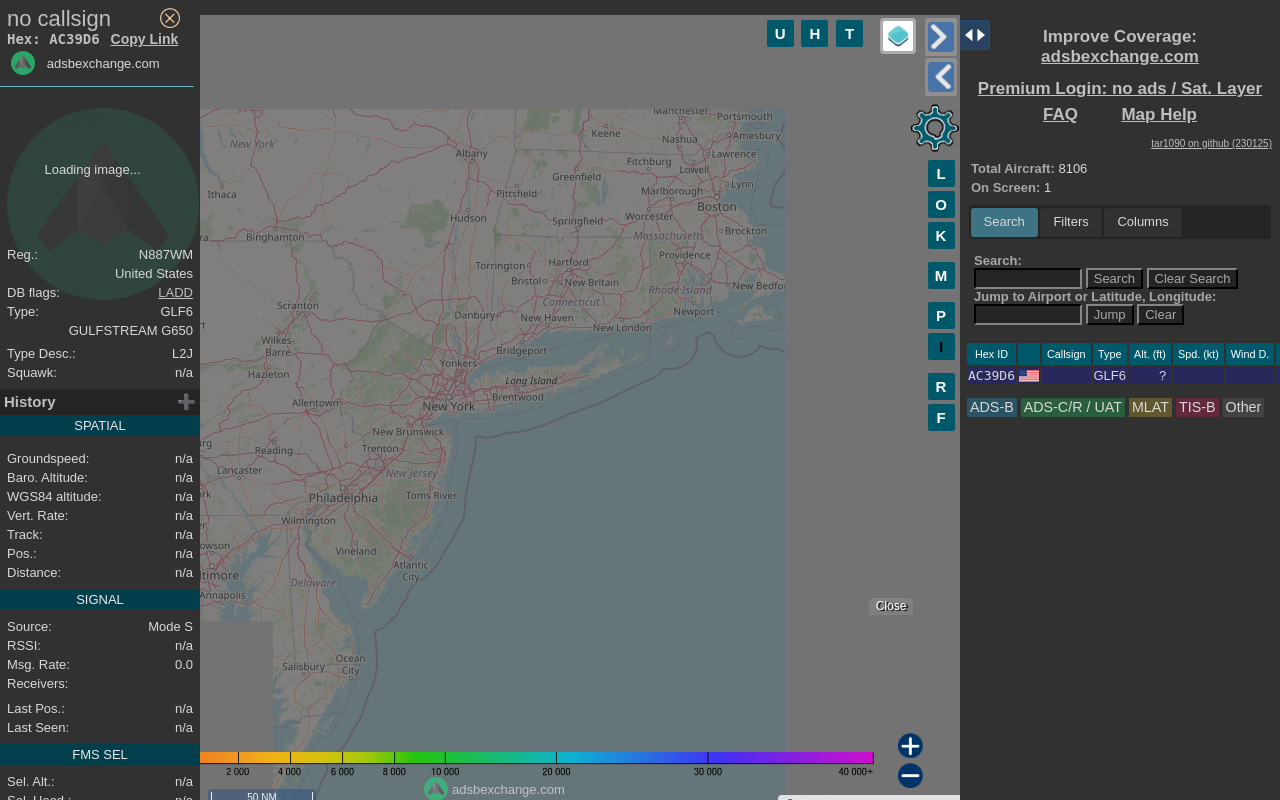 no callsign
Hex: AC39D6 Copy Link
adsbexchange.com
Loading image...
Reg.: N887WM
United States
DB flags: LADD
Type: GLF6
GULFSTREAM G650
Type Desc.: L2J
Squawk: n/a
History
SPATIAL
Groundspeed: n/a
Baro. Altitude: n/a
WGS84 altitude: n/a
Vert. Rate: n/a
Track: n/a
Pos.: n/a
Distance: n/a
SIGNAL
Source: Mode S
RSSI: n/a
Msg. Rate: 0.0
Receivers:
Last Pos.: n/a
Last Seen: n/a
FMS SEL
Sel. Alt.: n/a
Sel. Head.: n/a
U H T
L
O
K
M
P
I
R
F
Manchester
Portsmouth
Keene
Amesbury
New York
Albany
Fitchburg
Lawrence
Lowell
Greenfield
Lynn
Ithaca
Pittsfield
Marlborough
Boston
Hudson
Springfield
Worcester
Brockton
Binghamton
Massachusetts
Torrington
Hartford
Providence
Bristol
New Britain
Rhode Island
New Bedfor
Scranton
Connecticut
Danbury
New Haven
Newport
New London
Wilkes-
Barre
Bridgeport
Yonkers
Hazleton
Long Island
Brentwood
Allentown
New York
New Brunswick
Reading
Trenton
Lancaster
New Jersey
Philadelphia
Toms River
Wilmington
Vineland
Atlantic
City
ltimore
Delaware
Annapolis
Ocean
City
Salisbury
Close
2 000 4 000 6 000 8 000 10 000 20 000 30 000 40 000+
adsbexchange.com
50 NM
Improve Coverage:
adsbexchange.com
Premium Login: no ads / Sat. Layer
FAQ Map Help
tar1090 on github (230125)
Total Aircraft: 8106
On Screen: 1
Search Filters Columns
Search:
Search Clear Search
Jump to Airport or Latitude, Longitude:
Jump Clear
Hex ID Callsign Type Alt. (ft) Spd. (kt) Wind D.
AC39D6 GLF6 ?
ADS-B ADS-C/R / UAT MLAT TIS-B Other